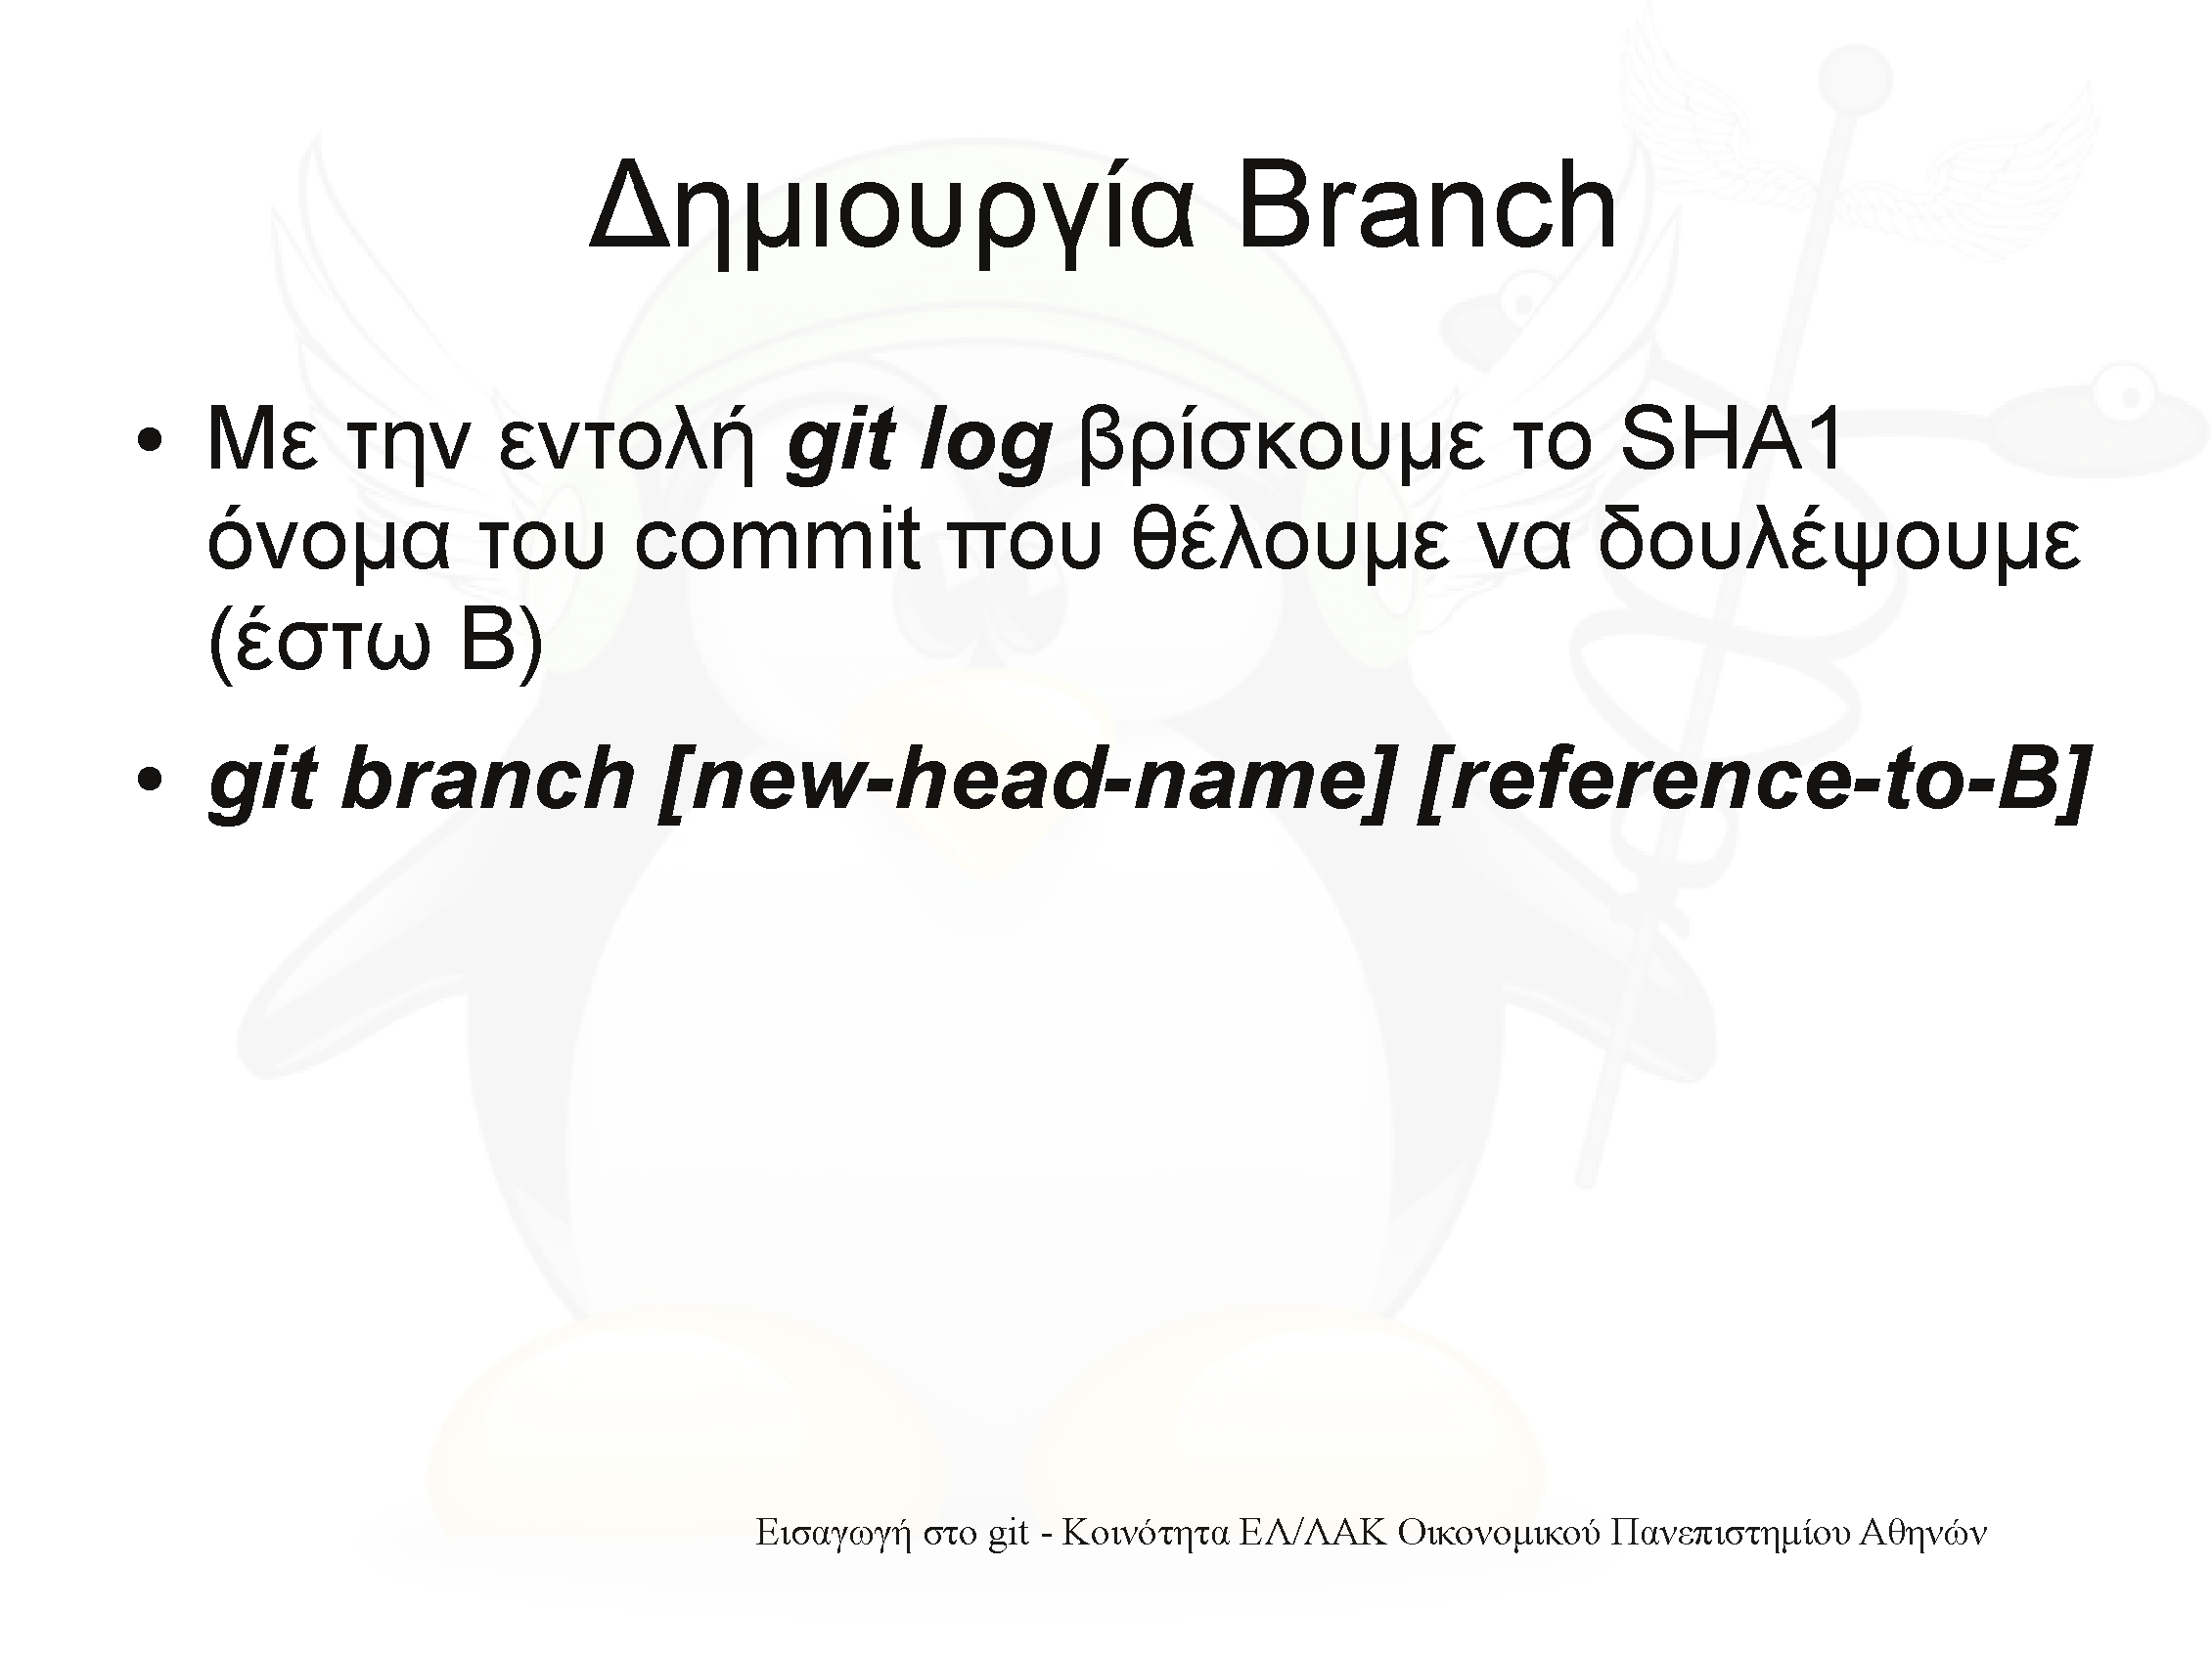 Δημιουργία Branch
• Με την εντολή git log βρίσκουμε το SHA1
όνομα του commit που θέλουμε να δουλέψουμε
(έστω Β)
• git branch [new-head-name] [reference-to-B]
Εισαγωγή στο git - Κοινότητα ΕΛ/ΛΑΚ Οικονομικού Πανεπιστημίου Αθηνών